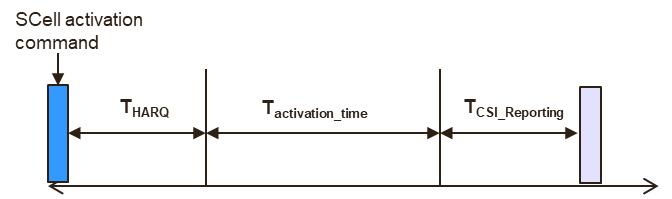 SCell activation
command
THARQ
Tactivation_time
TCSI_Reporting